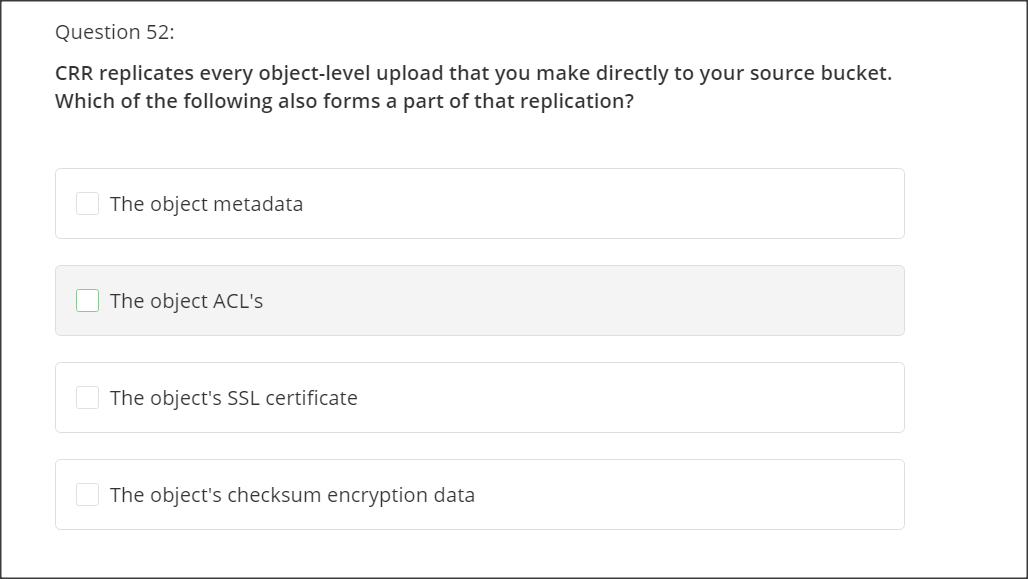 Question 52:
CRR replicates every object-level upload that you make directly to your source bucket.
Which of the following also forms a part of that replication?
The object metadata
The object ACL's
The object's SSL certificate
The object's checksum encryption data